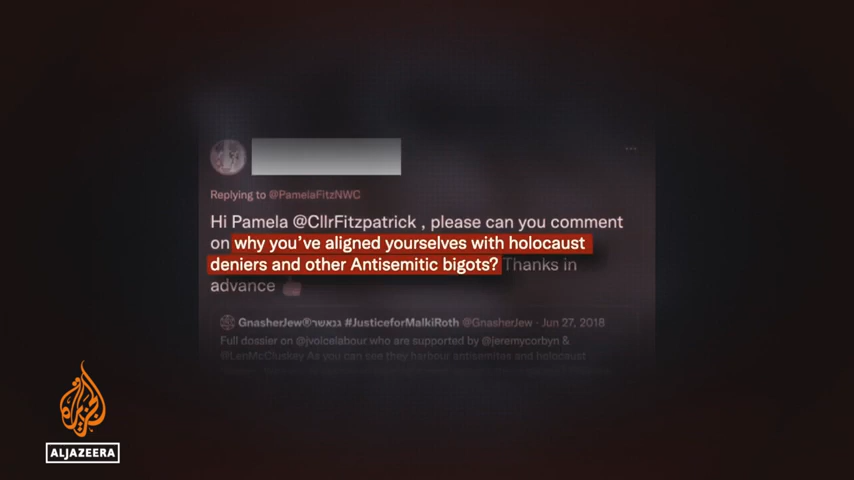 Replying to @PamelaFitzNWC
Hi Pamela @CllrFitzpatrick , please can you comment
on why you've aligned yourselves with holocaust
deniers and other Antisemitic bigots? Thanks in
advance
GnasherJew®גנאשר #JusticeforMalkiRoth @GnasherJew · Jun 27, 2018
Full dossier on @jvoicelabour who are supported by @jeremycorbyn &
@LenMcCluskey As you can see they harbour antisemites and holocaust
الجزيرة
ALJAZEERA